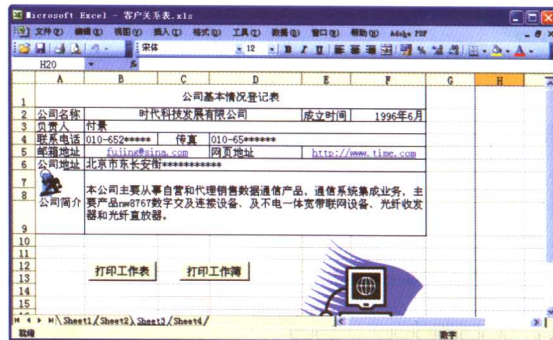 Microsoft Excel - 客户关系表.xls
文件(F) 编辑(E) 视图(V) 插入(I) 格式(O) 工具(T) 数据(D) 窗口(W) 帮助(H) Adobe PDF
宋体 12 B I U
H20
A B C D E F G H
1 公司基本情况登记表
2 公司名称 时代科技发展有限公司 成立时间 1996年6月
3 负责人 付景
4 联系电话 010-652***** 传真 010-65******
5 邮箱地址 fujing@sina.com 网页地址 http://www.time.com
6 公司地址 北京市东长安街***********
7
8 公司简介 本公司主要从事自营和代理销售数据通信产品，通信系统集成业务，主
要产品nw8767数字交及连接设备、及不电一体宽带联网设备、光纤收发
器和光纤直放器。
9
10
11
12
13 打印工作表 打印工作簿
14
15
16
Sheet1/Sheet2\Sheet3/Sheet4/
就绪 数字